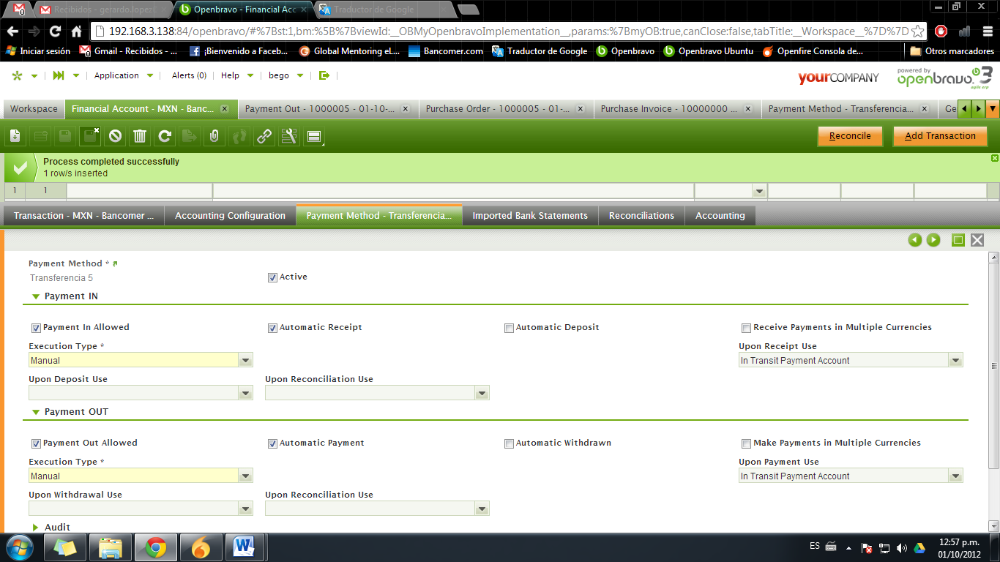 Recibidos - gerardo.lopez
Openbravo - Financial Acc
Traductor de Google
192.168.3.138:84/openbravo/#%7Bst:1,bm:%5B%7BviewId:__OBMyOpenbravoImplementation__,params:%7BmyOB:true,canClose:false,tabTitle:__Workspace__%7D%7D
Iniciar sesión
Gmail - Recibidos - ...
¡Bienvenido a Faceb...
Global Mentoring eL...
Bancomer.com
Traductor de Google
Openbravo
Openbravo Ubuntu
Openfire Consola de...
Otros marcadores
Application
Alerts (0)
Help
bego
yourCOMPANY
powered by
openbravo 3
agile erp
Workspace
Financial Account - MXN - Banc...
Payment Out - 1000005 - 01-10-...
Purchase Order - 1000005 - 01-...
Purchase Invoice - 10000000 ...
Payment Method - Transferencia...
Ge
Reconcile
Add Transaction
Process completed successfully
1 row/s inserted
1 1
Transaction - MXN - Bancomer ...
Accounting Configuration
Payment Method - Transferencia...
Imported Bank Statements
Reconciliations
Accounting
Payment Method *
Transferencia 5
Active
Payment IN
Payment In Allowed
Automatic Receipt
Automatic Deposit
Receive Payments in Multiple Currencies
Execution Type *
Upon Receipt Use
Manual
In Transit Payment Account
Upon Deposit Use
Upon Reconciliation Use
Payment OUT
Payment Out Allowed
Automatic Payment
Automatic Withdrawn
Make Payments in Multiple Currencies
Execution Type *
Upon Payment Use
Manual
In Transit Payment Account
Upon Withdrawal Use
Upon Reconciliation Use
Audit
ES
12:57 p.m.
01/10/2012